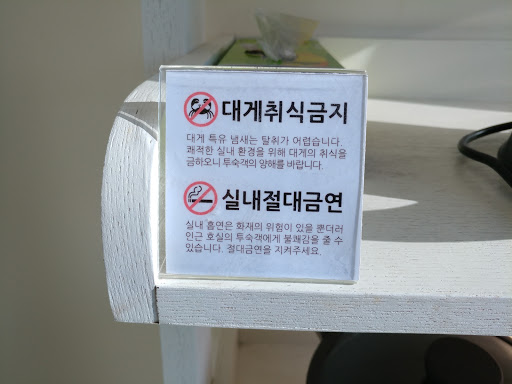 대게취식금지
대게 특유 냄새는 탈취가 어렵습니다.
쾌적한 실내 환경을 위해 대게의 취식을
금하오니 투숙객의 양해를 바랍니다.
실내절대금연
실내 흡연은 화재의 위험이 있을 뿐더러
인근 호실의 투숙객에게 불쾌감을 줄 수
있습니다. 절대금연을 지켜주세요.